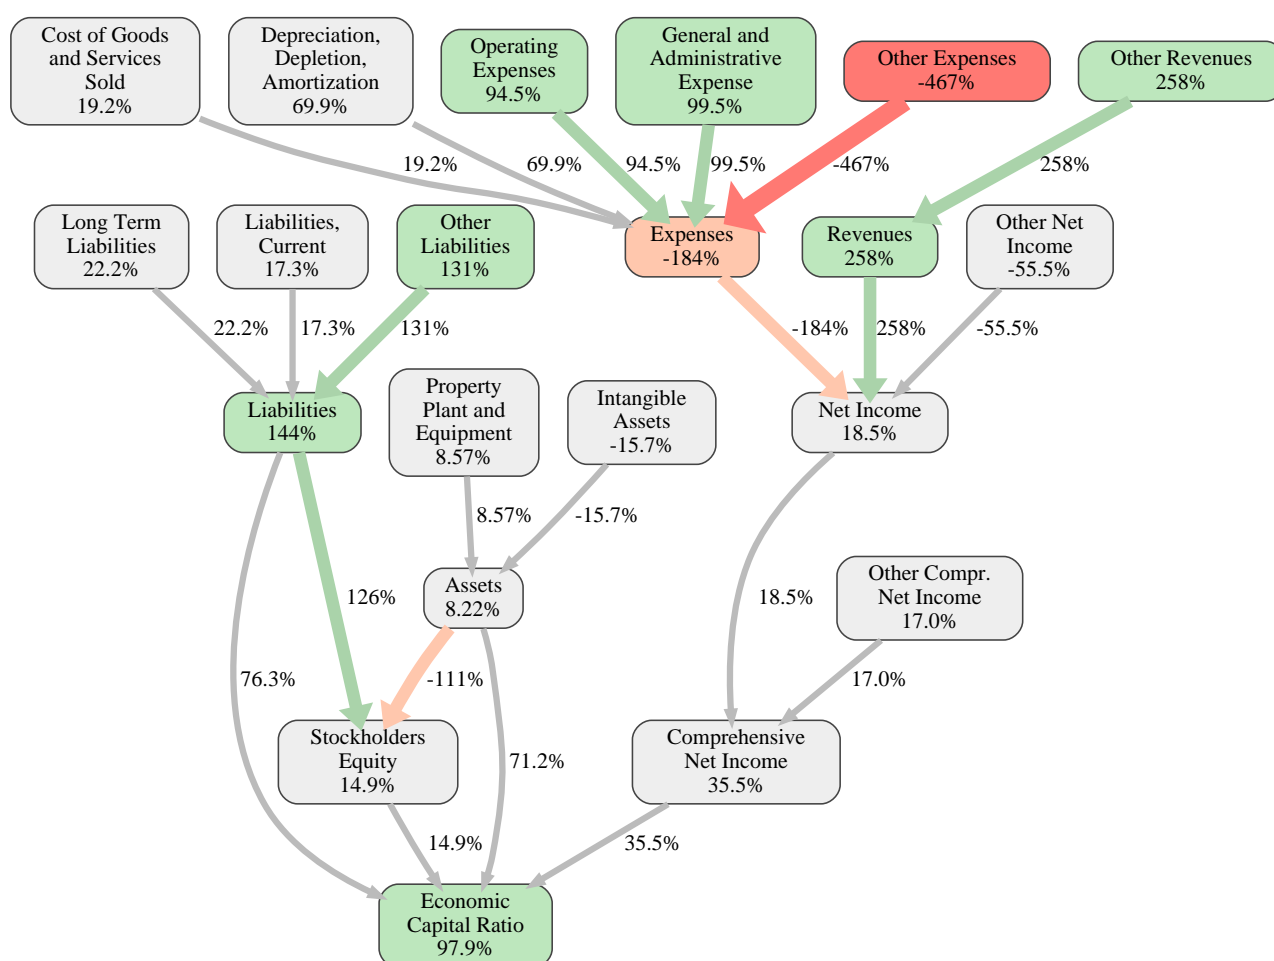 Cost of Goods
and Services
Sold
19.2%
Depreciation,
Depletion,
Amortization
69.9%
Operating
Expenses
94.5%
General and
Administrative
Expense
99.5%
Other Expenses
-467%
Other Revenues
258%
19.2%
69.9%
94.5%
99.5%
-467%
258%
Long Term
Liabilities
22.2%
Liabilities,
Current
17.3%
Other
Liabilities
131%
Expenses
-184%
Revenues
258%
Other Net
Income
-55.5%
22.2%
17.3%
131%
-184%
258%
-55.5%
Liabilities
144%
Property
Plant and
Equipment
8.57%
Intangible
Assets
-15.7%
Net Income
18.5%
8.57%
-15.7%
Assets
8.22%
Other Compr.
Net Income
17.0%
126%
18.5%
76.3%
-111%
17.0%
Stockholders
Equity
14.9%
71.2%
Comprehensive
Net Income
35.5%
14.9%
35.5%
Economic
Capital Ratio
97.9%